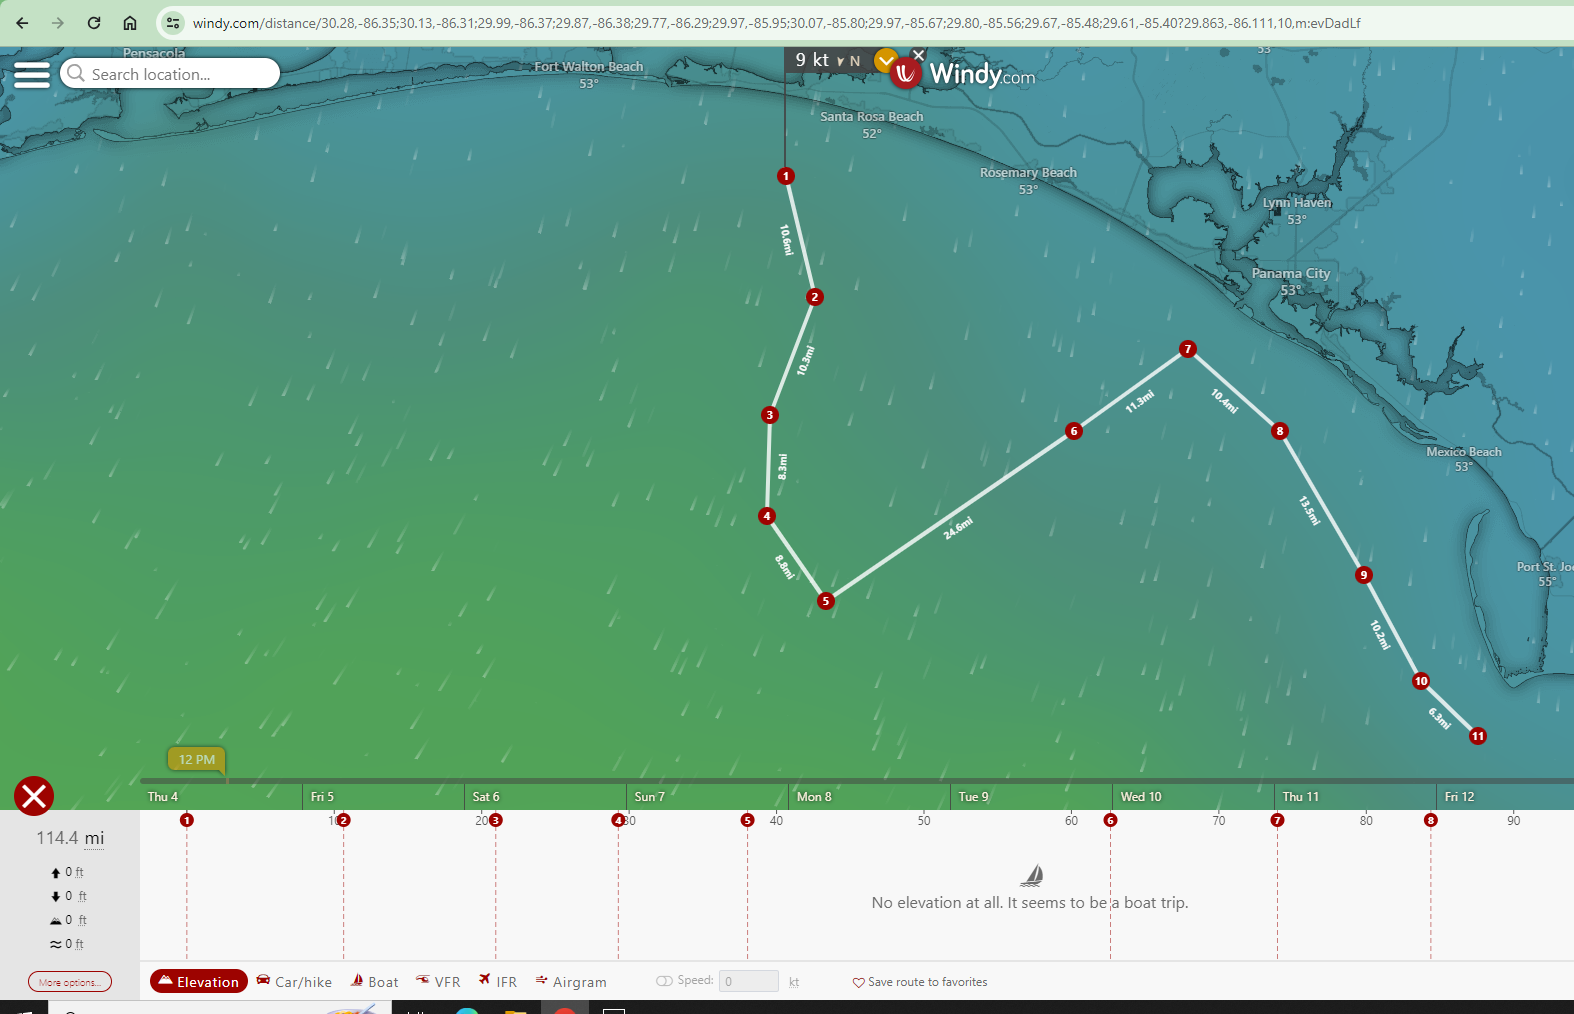 windy.com/distance/30.28,-86.35;30.13,-86.31;29.99,-86.37;29.87,-86.38;29.77,-86.29;29.97,-85.95;30.07,-85.80;29.97,-85.67;29.80,-85.56;29.67,-85.48;29.61,-85.40?29.863,-86.111,10,m:evDadLf
Pensacola
53
Search location...
Fort Walton Beach
53°
9 kt N
Windy.com
Santa Rosa Beach
52°
Rosemary Beach
53°
Lynn Haven
53°
Panama City
53°
Mexico Beach
53°
Port St. Joe
55°
1
10.6mi
2
10.3mi
3
8.3mi
4
8.8mi
5
24.6mi
6
11.3mi
7
10.4mi
8
13.5mi
9
10.2mi
10
6.3mi
11
12 PM
Thu 4 Fri 5 Sat 6 Sun 7 Mon 8 Tue 9 Wed 10 Thu 11 Fri 12
1 10 2 20 3 4 30 5 40 50 60 6 70 7 80 8 90
114.4 mi
0 ft
0 ft
0 ft
0 ft
More options...
No elevation at all. It seems to be a boat trip.
Elevation Car/hike Boat VFR IFR Airgram Speed: 0 kt Save route to favorites